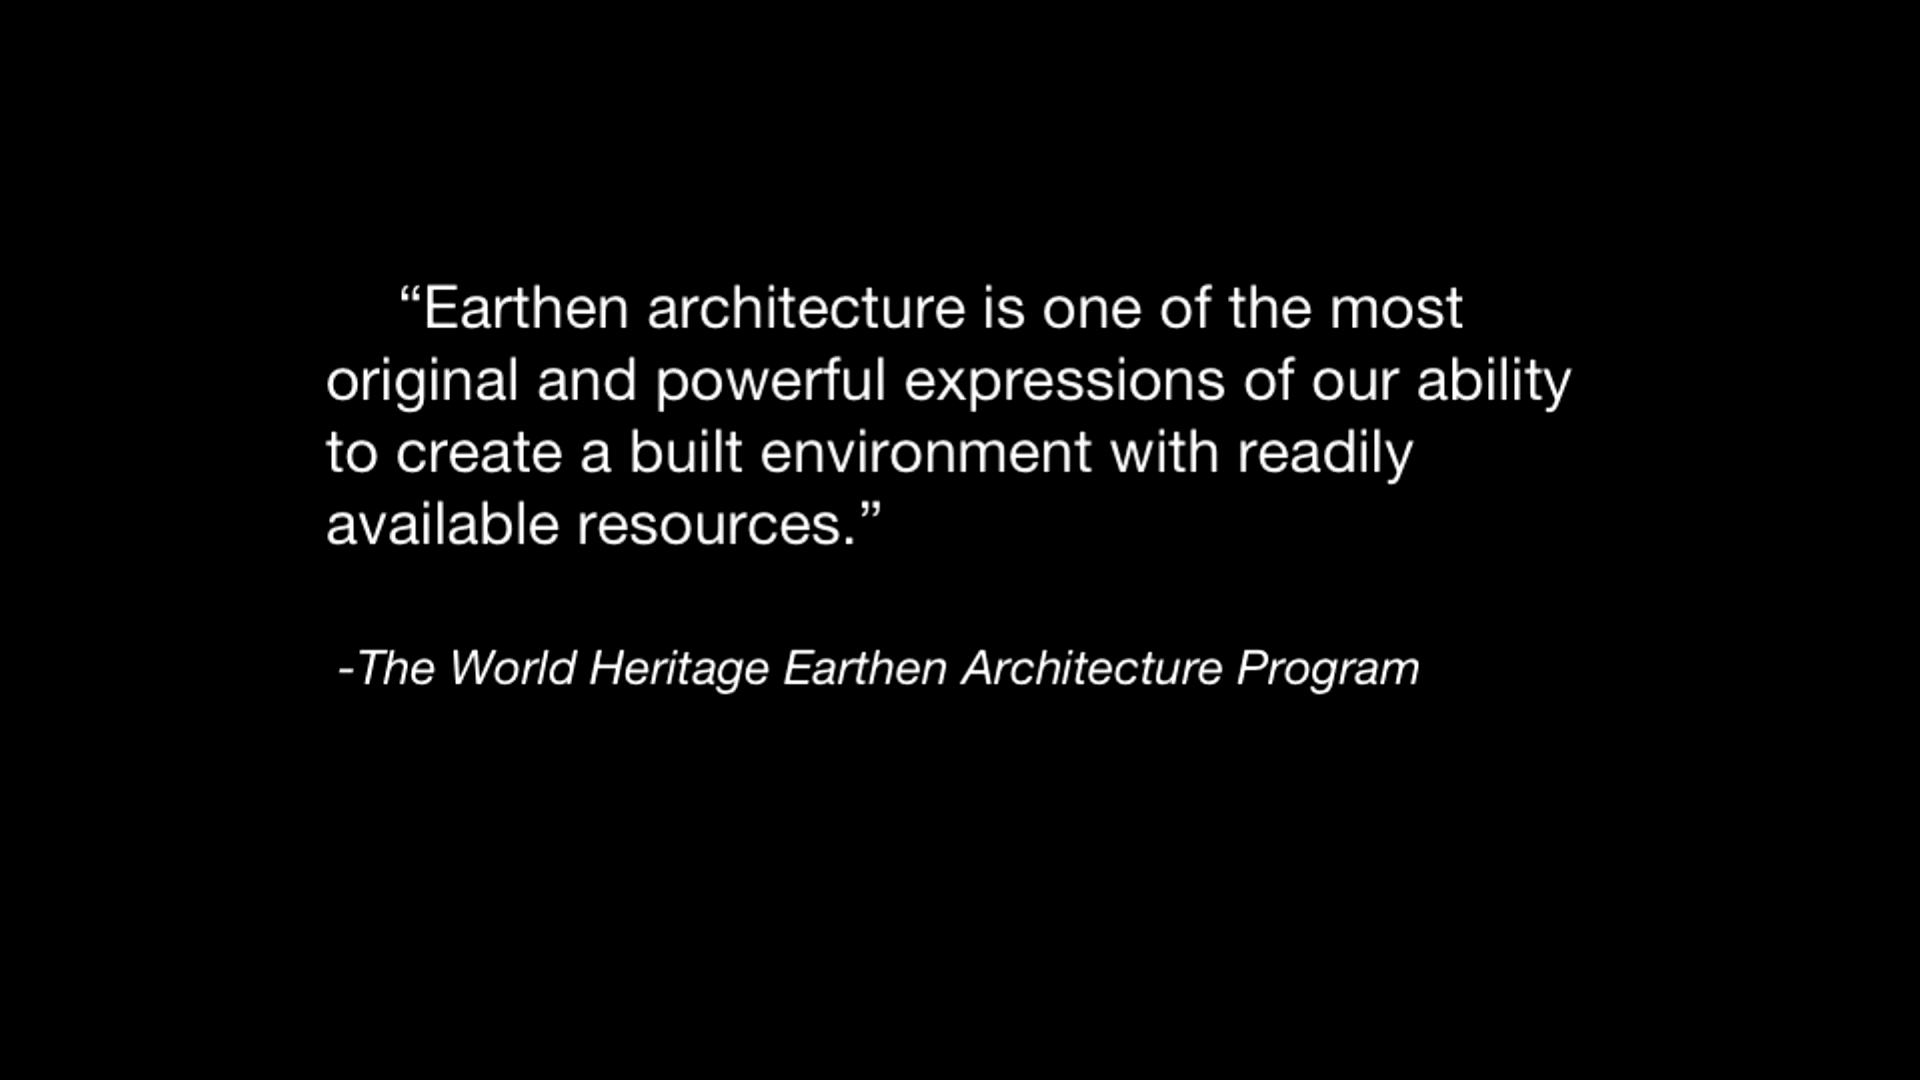 “Earthen architecture is one of the most
original and powerful expressions of our ability
to create a built environment with readily
available resources.”
-The World Heritage Earthen Architecture Program